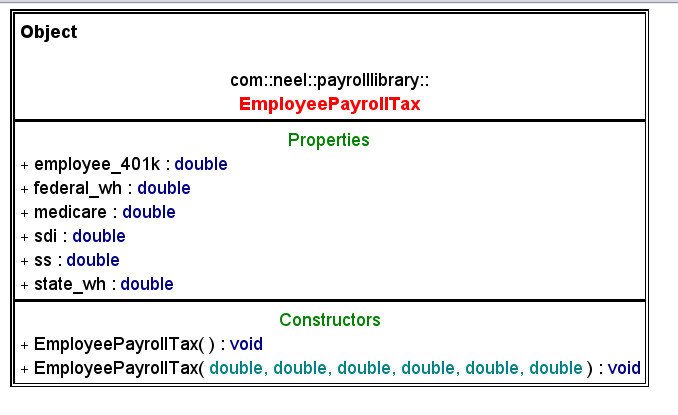 Object
com::neel::payrolllibrary::
EmployeePayrollTax
Properties
+ employee_401k : double
+ federal_wh : double
+ medicare : double
+ sdi : double
+ ss : double
+ state_wh : double
Constructors
+ EmployeePayrollTax( ) : void
+ EmployeePayrollTax( double, double, double, double, double, double ) : void